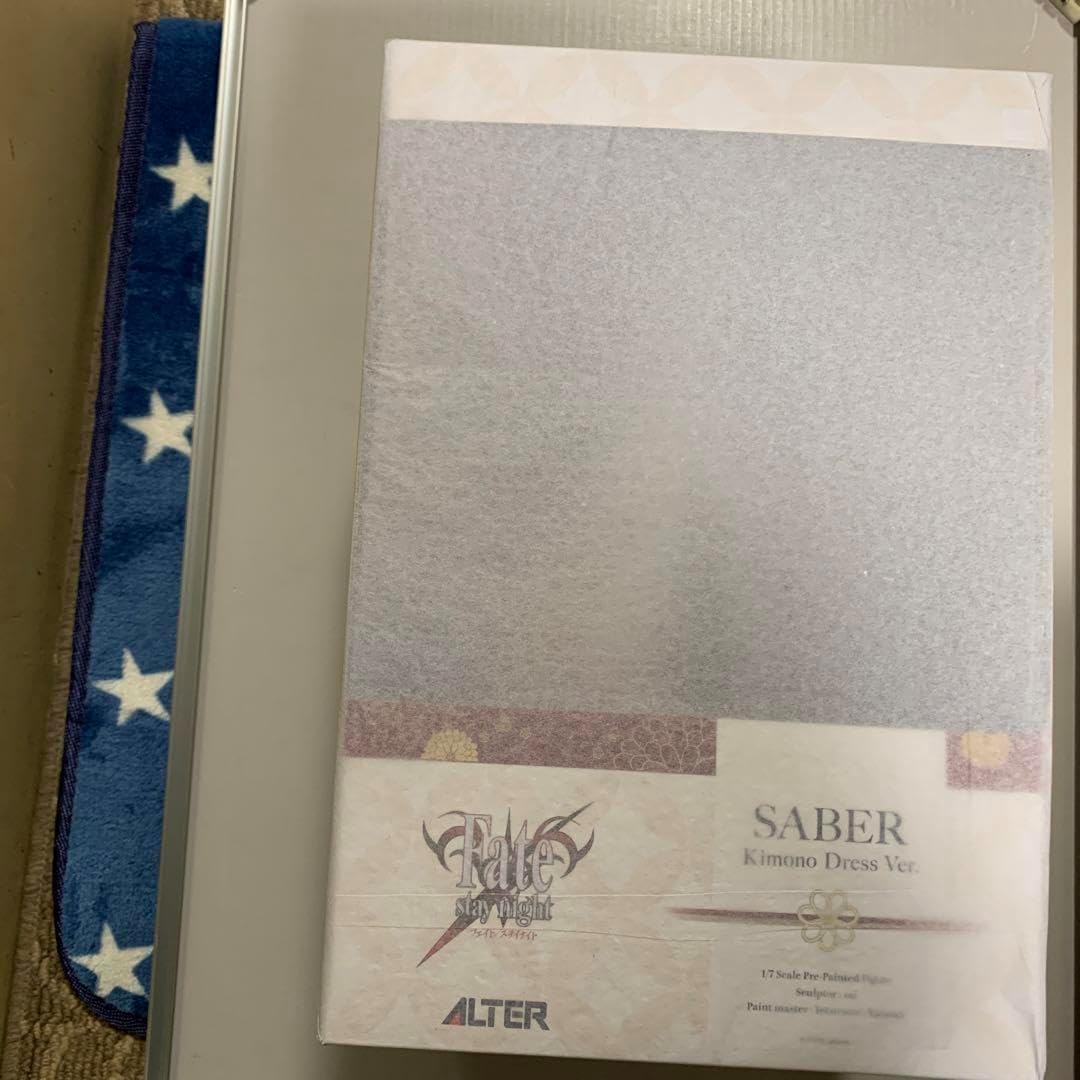 Fate
stay night
フェイト/ステイナイト
ALTER
SABER
Kimono Dress Ver.
1/7 Scale Pre-Painted Figure
Sculptor:
Paint master